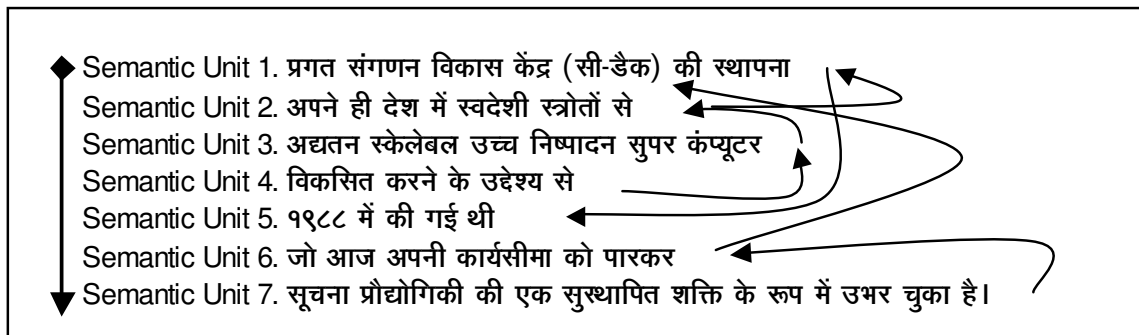 Semantic Unit 1. प्रगत संगणन विकास केंद्र (सी-डैक) की स्थापना
Semantic Unit 2. अपने ही देश में स्वदेशी स्त्रोतों से
Semantic Unit 3. अद्यतन स्केलेबल उच्च निष्पादन सुपर कंप्यूटर
Semantic Unit 4. विकसित करने के उद्देश्य से
Semantic Unit 5. १९८८ में की गई थी
Semantic Unit 6. जो आज अपनी कार्यसीमा को पारकर
Semantic Unit 7. सूचना प्रौद्योगिकी की एक सुस्थापित शक्ति के रूप में उभर चुका है।